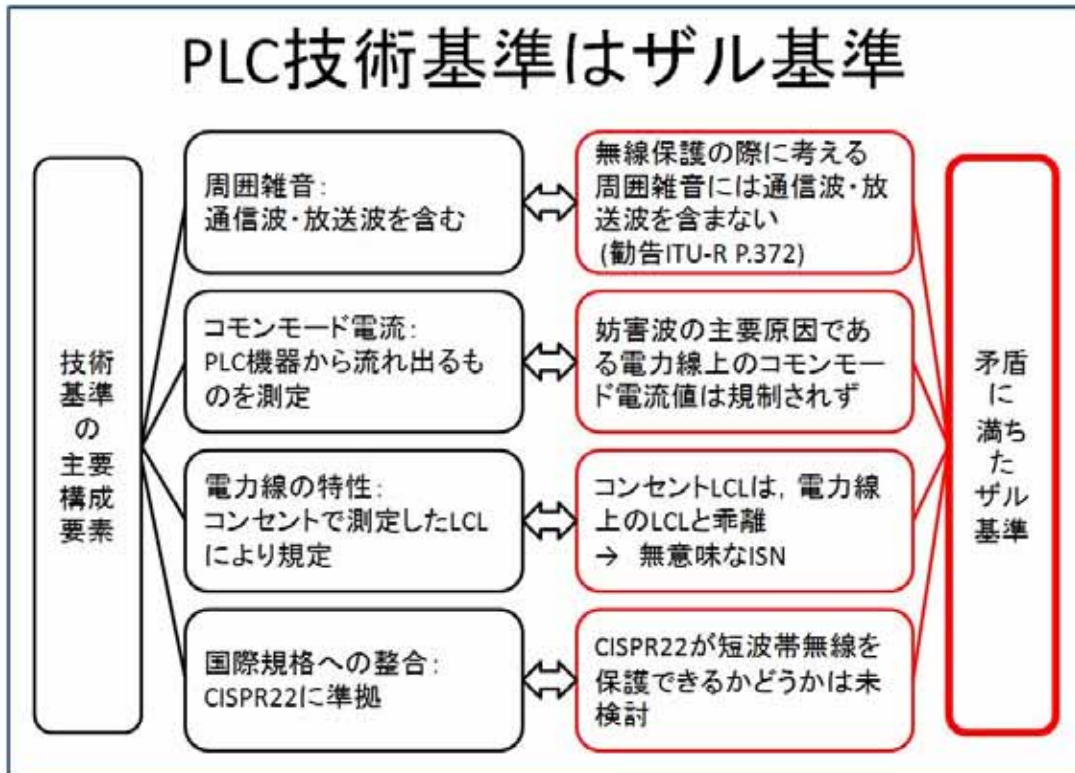 PLC技術基準はザル基準
技術
基準
の
主要
構成
要素
周囲雑音：
通信波・放送波を含む
無線保護の際に考える
周囲雑音には通信波・放
送波を含まない
(勧告ITU-R P.372)
コモンモード電流：
PLC機器から流れ出るも
のを測定
妨害波の主要原因であ
る電力線上のコモンモー
ド電流値は規制されず
電力線の特性：
コンセントで測定したLCL
により規定
コンセントLCLは，電力線
上のLCLと乖離
→ 無意味なISN
国際規格への整合：
CISPR22に準拠
CISPR22が短波帯無線を
保護できるかどうかは未
検討
矛盾
に
満ち
た
ザル
基準